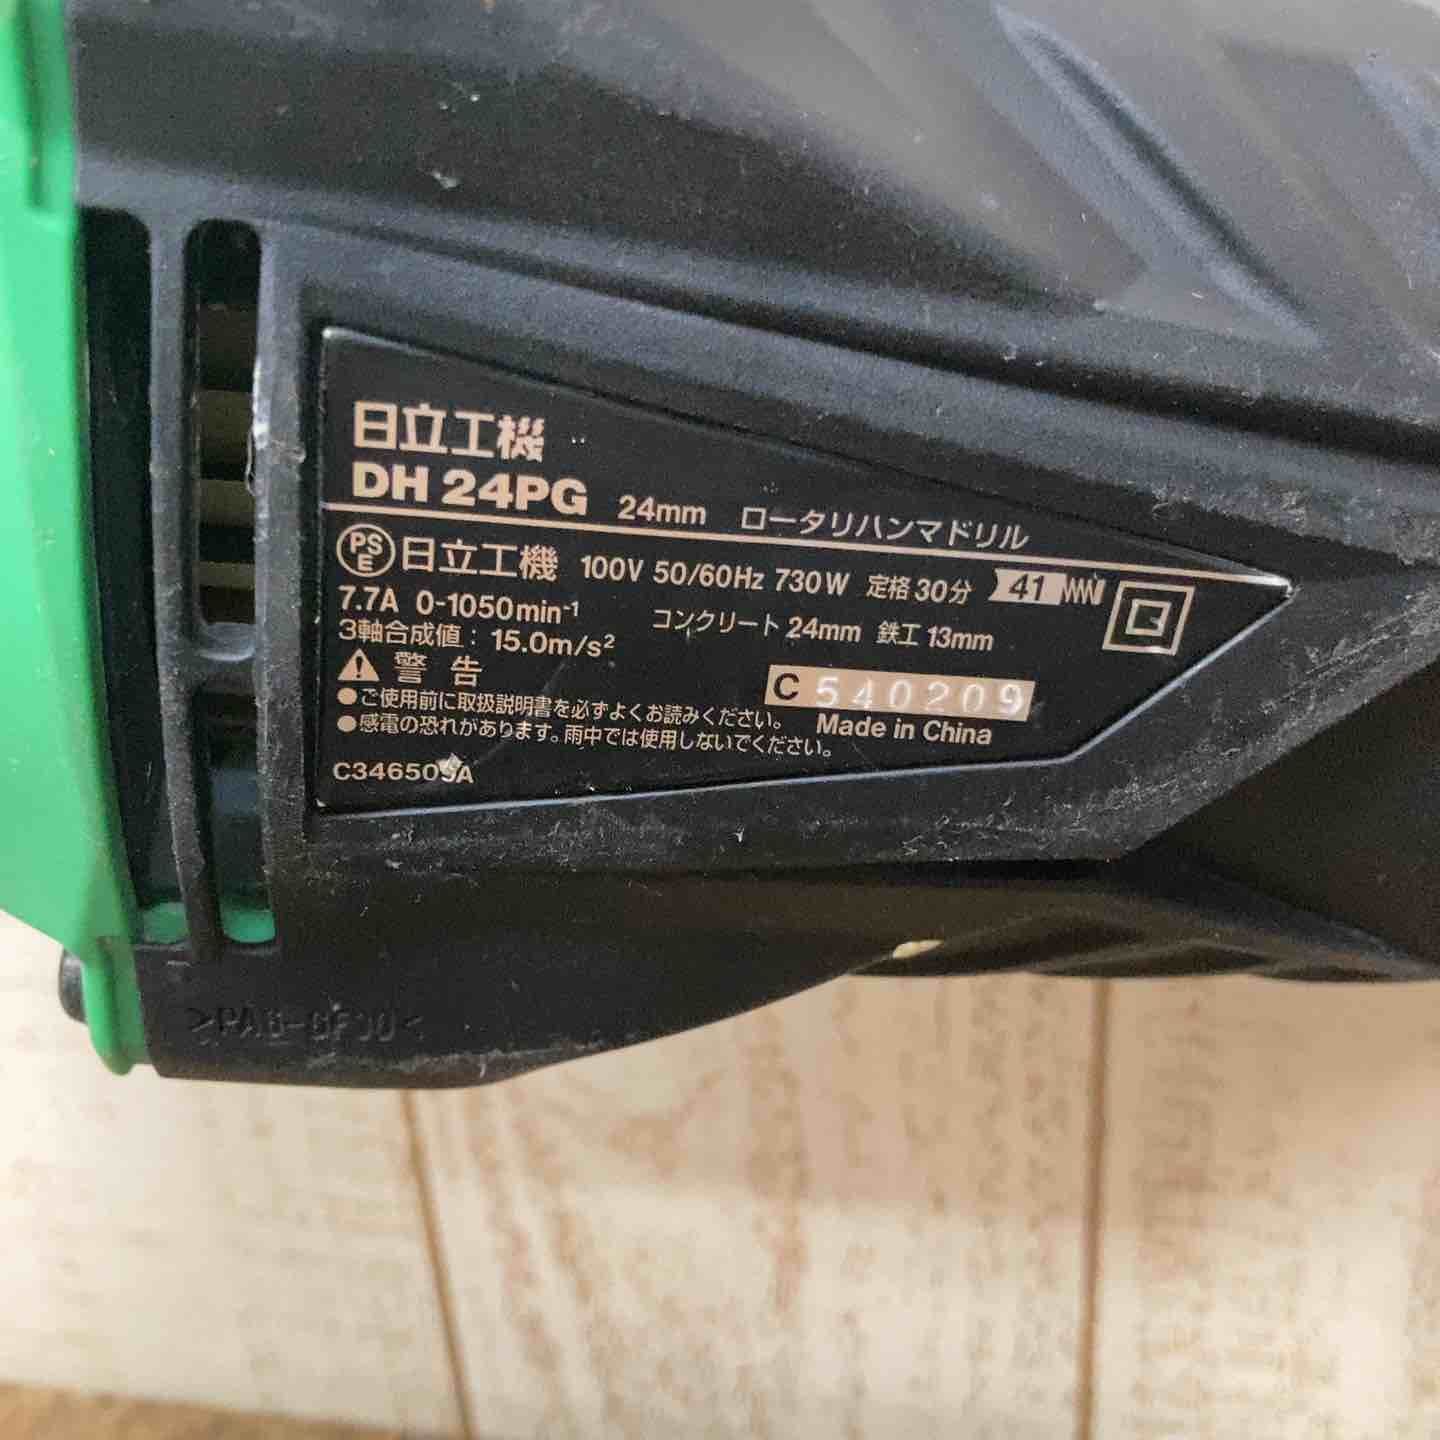 日立工機
DH 24PG 24mm ロータリハンマドリル
PSE 日立工機 100V 50/60Hz 730W 定格30分 41
7.7A 0-1050min⁻¹ コンクリート 24mm 鉄工 13mm
3軸合成値： 15.0m/s²
警告
●ご使用前に取扱説明書を必ずよくお読みください。
●感電の恐れがあります。雨中では使用しないでください。
C 540209
Made in China
>PA6-GF30<